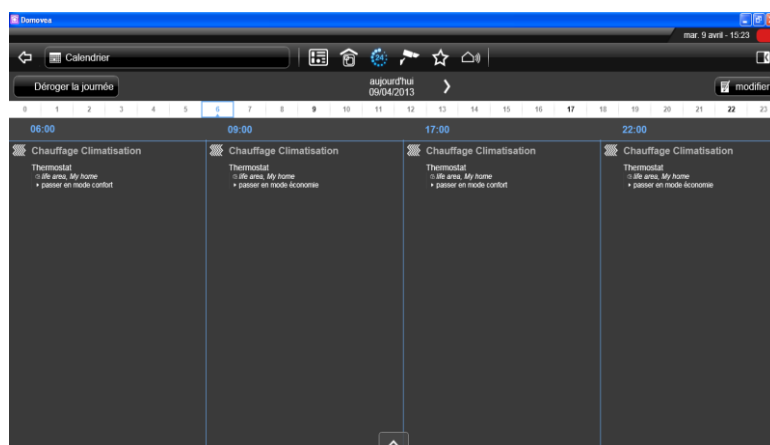 Domovea
mar. 9 avril - 15:23
Calendrier
24
Déroger la journée
aujourd'hui
09/04/2013
modifier
0 1 2 3 4 5 6 7 8 9 10 11 12 13 14 15 16 17 18 19 20 21 22 23
06:00 09:00 17:00 22:00
Chauffage Climatisation Chauffage Climatisation Chauffage Climatisation Chauffage Climatisation
Thermostat Thermostat Thermostat Thermostat
life area, My home life area, My home life area, My home life area, My home
passer en mode confort passer en mode économie passer en mode confort passer en mode économie